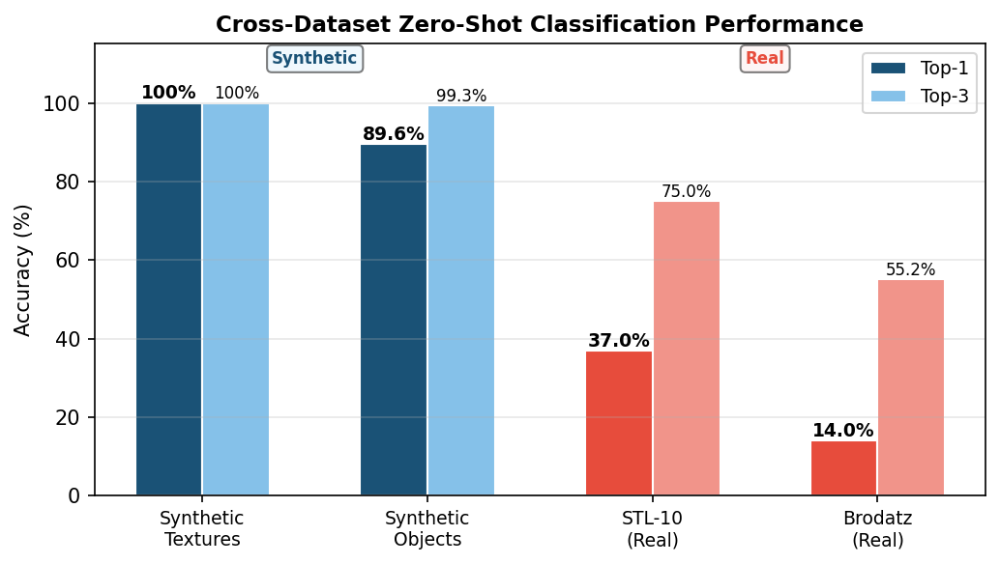 Cross-Dataset Zero-Shot Classification Performance
Synthetic
Real
Top-1
Top-3
Accuracy (%)
100
80
60
40
20
0
100%
100%
89.6%
99.3%
37.0%
75.0%
14.0%
55.2%
Synthetic
Textures
Synthetic
Objects
STL-10
(Real)
Brodatz
(Real)